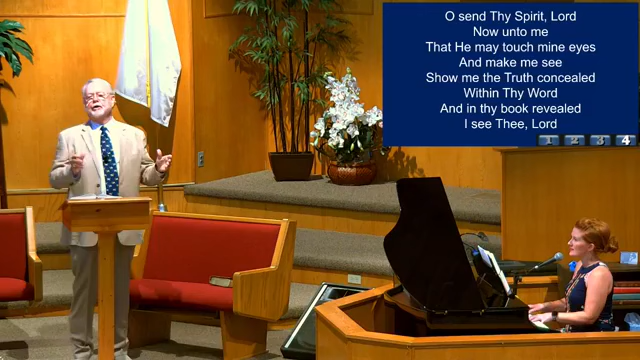 O send Thy Spirit, Lord
Now unto me
That He may touch mine eyes
And make me see
Show me the Truth concealed
Within Thy Word
And in thy book revealed
I see Thee, Lord
1 2 3 4